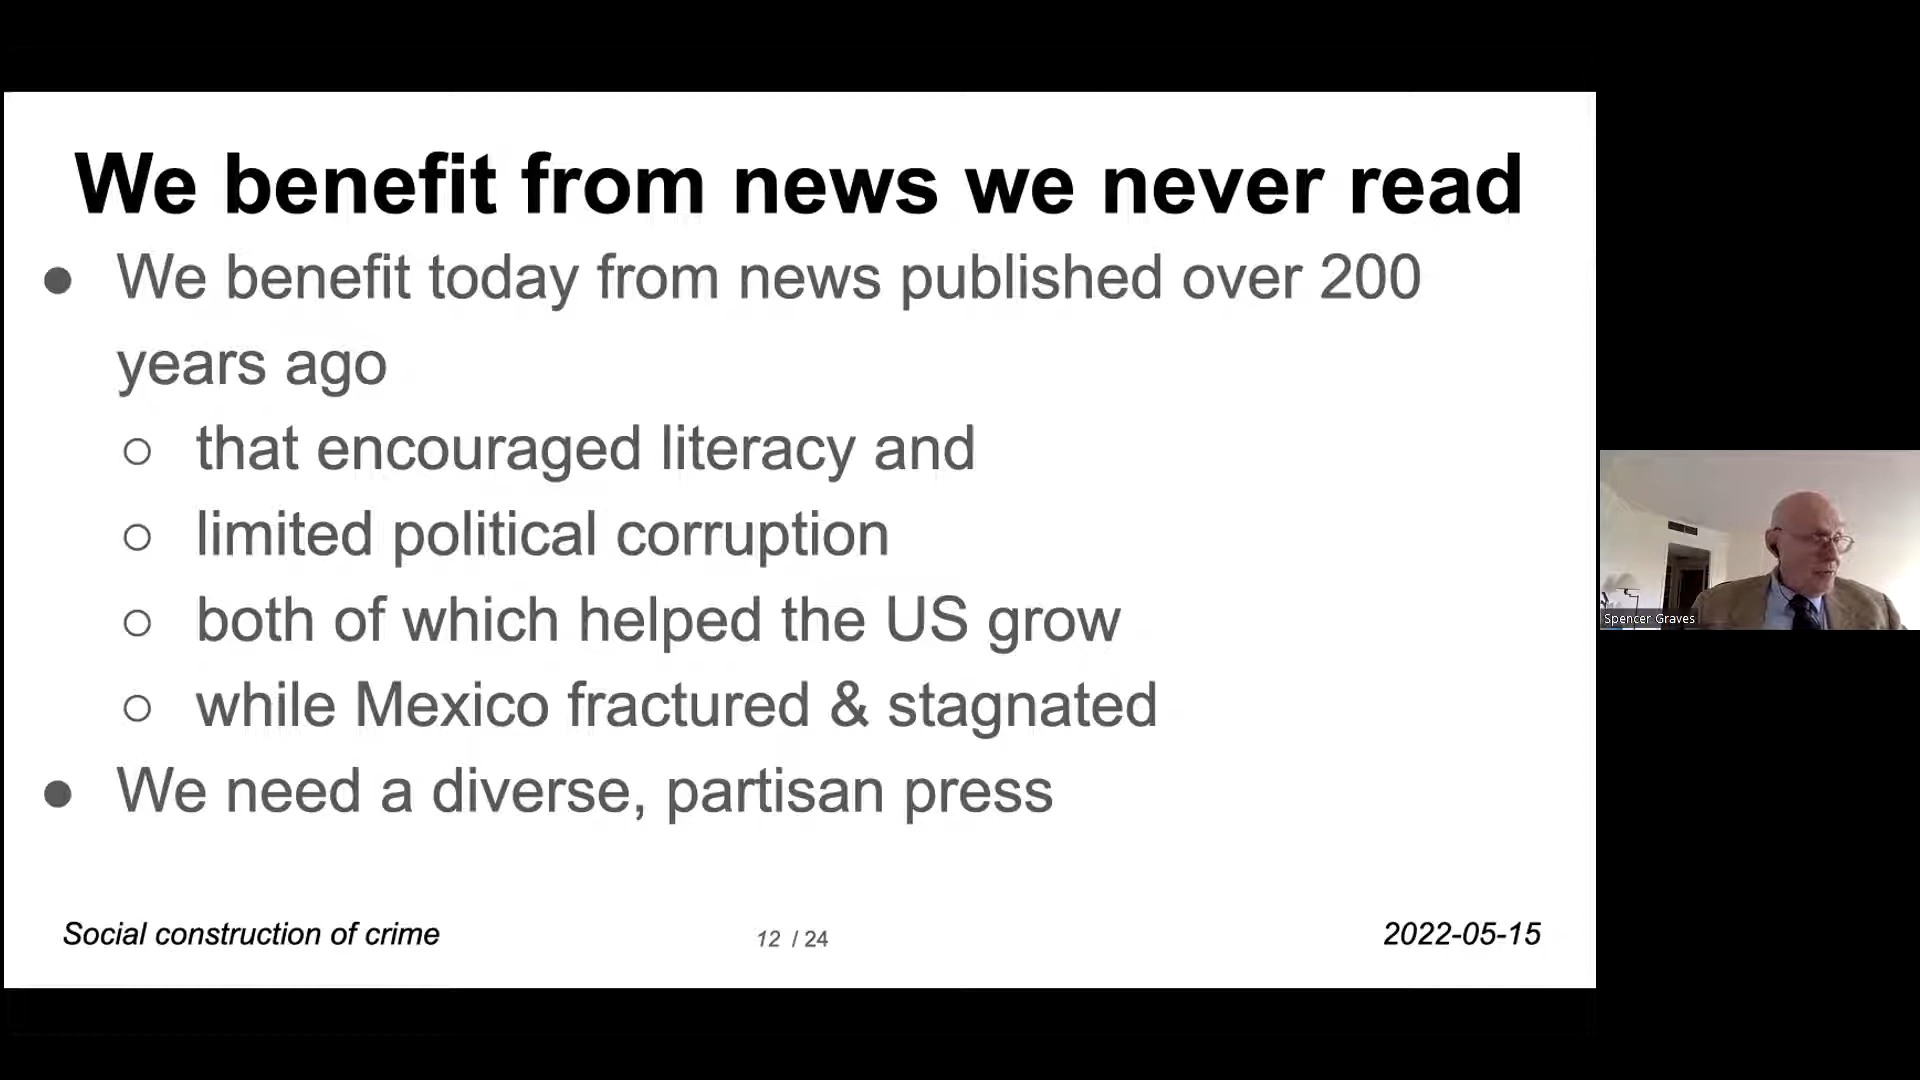 We benefit from news we never read
● We benefit today from news published over 200
years ago
○ that encouraged literacy and
○ limited political corruption
○ both of which helped the US grow
○ while Mexico fractured & stagnated
● We need a diverse, partisan press
Social construction of crime
12 / 24
2022-05-15
Spencer Graves